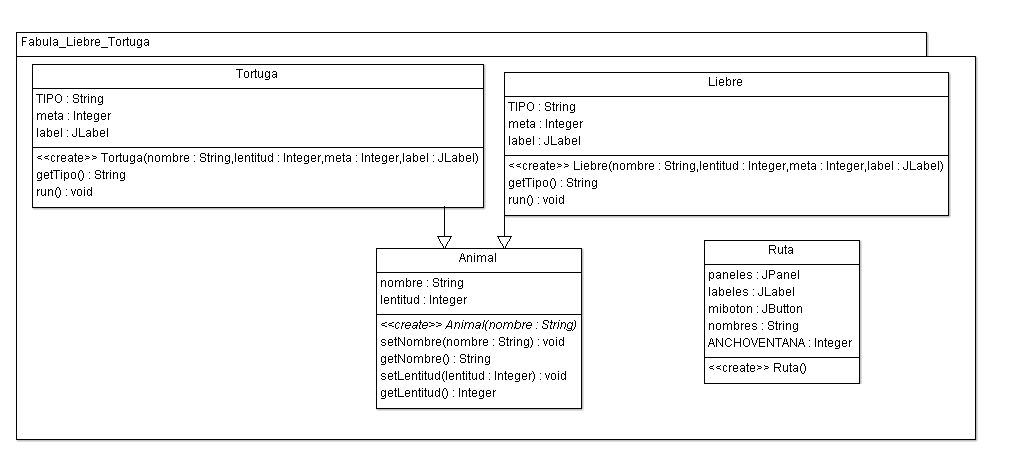 Fabula_Liebre_Tortuga
Tortuga
TIPO : String
meta : Integer
label : JLabel
<<create>> Tortuga(nombre : String,lentitud : Integer,meta : Integer,label : JLabel)
getTipo() : String
run() : void
Liebre
TIPO : String
meta : Integer
label : JLabel
<<create>> Liebre(nombre : String,lentitud : Integer,meta : Integer,label : JLabel)
getTipo() : String
run() : void
Animal
nombre : String
lentitud : Integer
<<create>> Animal(nombre : String)
setNombre(nombre : String) : void
getNombre() : String
setLentitud(lentitud : Integer) : void
getLentitud() : Integer
Ruta
paneles : JPanel
labeles : JLabel
miboton : JButton
nombres : String
ANCHOVENTANA : Integer
<<create>> Ruta()